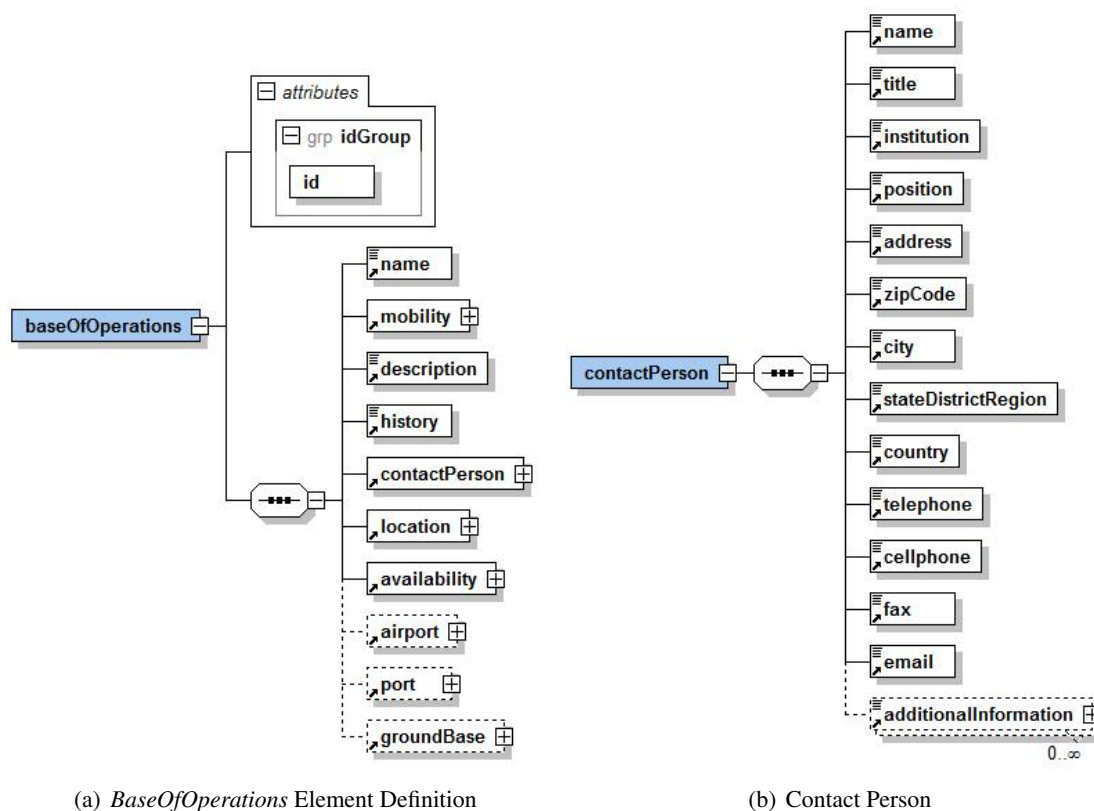 attributes
grp idGroup
id
baseOfOperations
name
mobility
description
history
contactPerson
location
availability
airport
port
groundBase
(a) BaseOfOperations Element Definition
contactPerson
name
title
institution
position
address
zipCode
city
stateDistrictRegion
country
telephone
cellphone
fax
email
additionalInformation
0..∞
(b) Contact Person